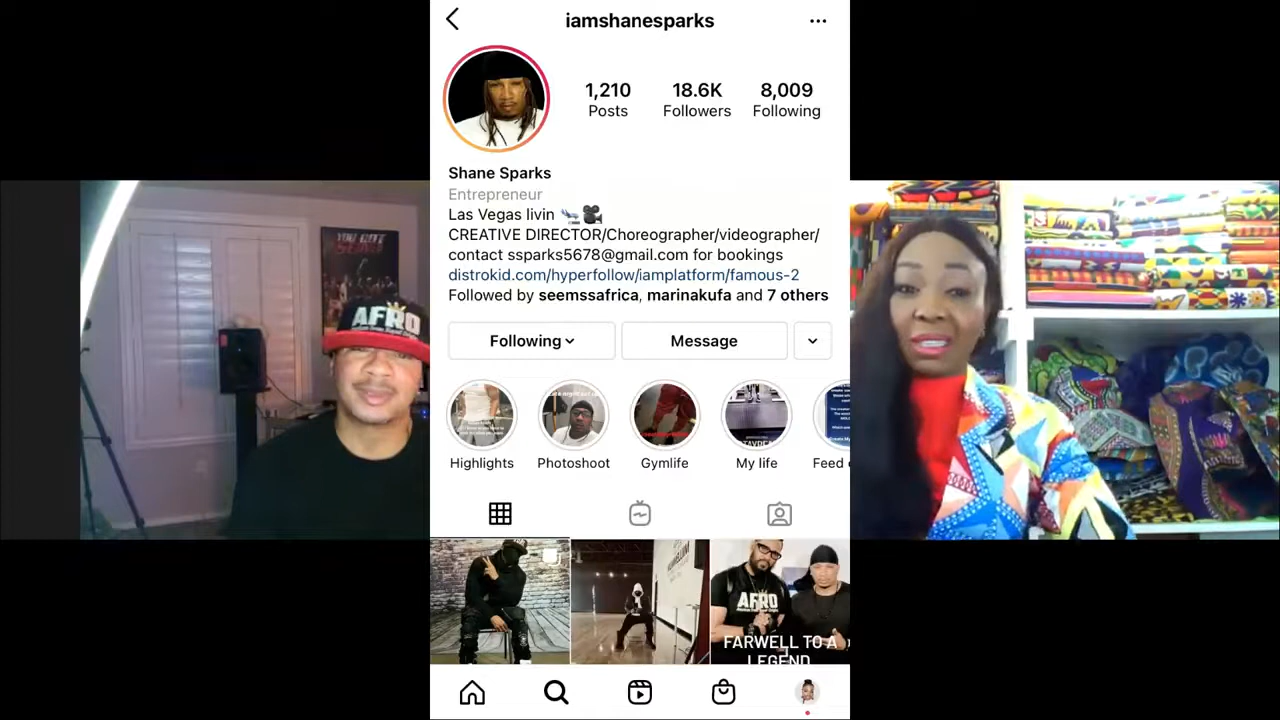 iamshanesparks
1,210
Posts
18.6K
Followers
8,009
Following
Shane Sparks
Entrepreneur
Las Vegas livin
CREATIVE DIRECTOR/Choreographer/videographer/
contact ssparks5678@gmail.com for bookings
distrokid.com/hyperfollow/iamplatform/famous-2
Followed by seemssafrica, marinakufa and 7 others
Following
Message
Highlights
Photoshoot
Gymlife
My life
Feed
YOU GOT
AFRO
AFRO
FARWELL TO A
LEGEND